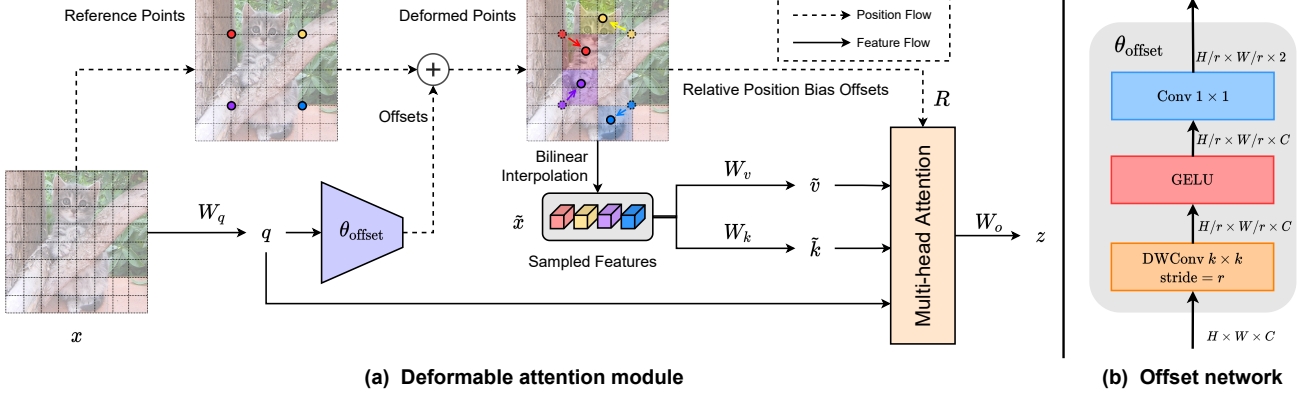 Reference Points
Deformed Points
Position Flow
Feature Flow
Relative Position Bias Offsets
R
Offsets
+
Bilinear
Interpolation
x
W_q
q
θ_offset
x̃
Sampled Features
W_v
ṽ
W_k
k̃
Multi-head Attention
W_o
z
(a) Deformable attention module
θ_offset
H/r × W/r × 2
Conv 1 × 1
H/r × W/r × C
GELU
H/r × W/r × C
DWConv k × k
stride = r
H × W × C
(b) Offset network